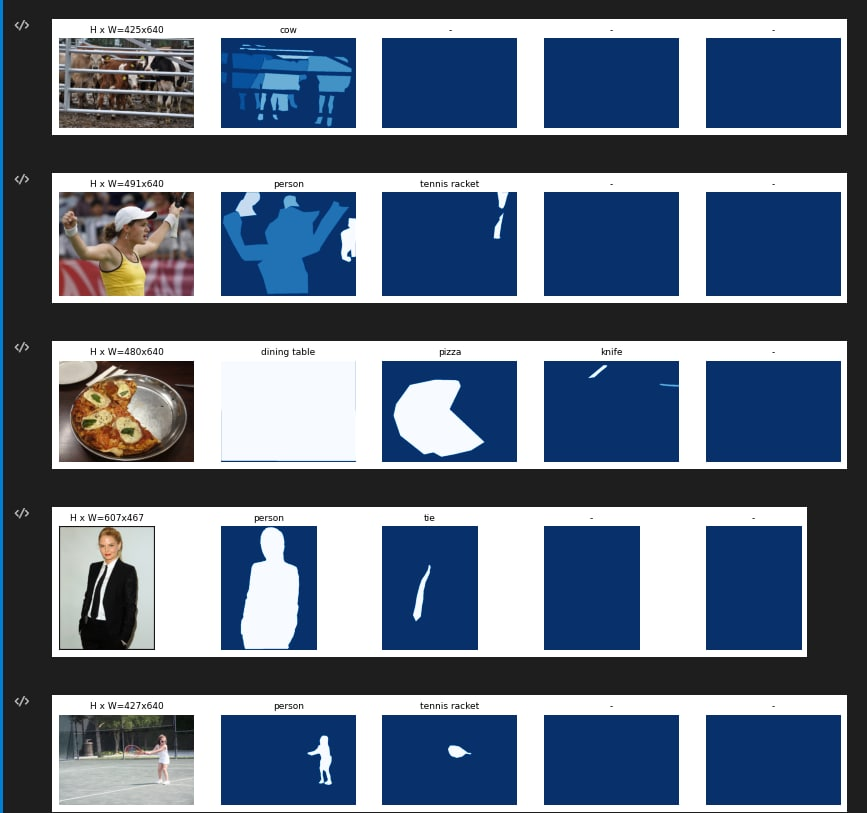 H x W=425x640 cow - - -
H x W=491x640 person tennis racket - -
H x W=480x640 dining table pizza knife -
H x W=607x467 person tie - -
H x W=427x640 person tennis racket - -